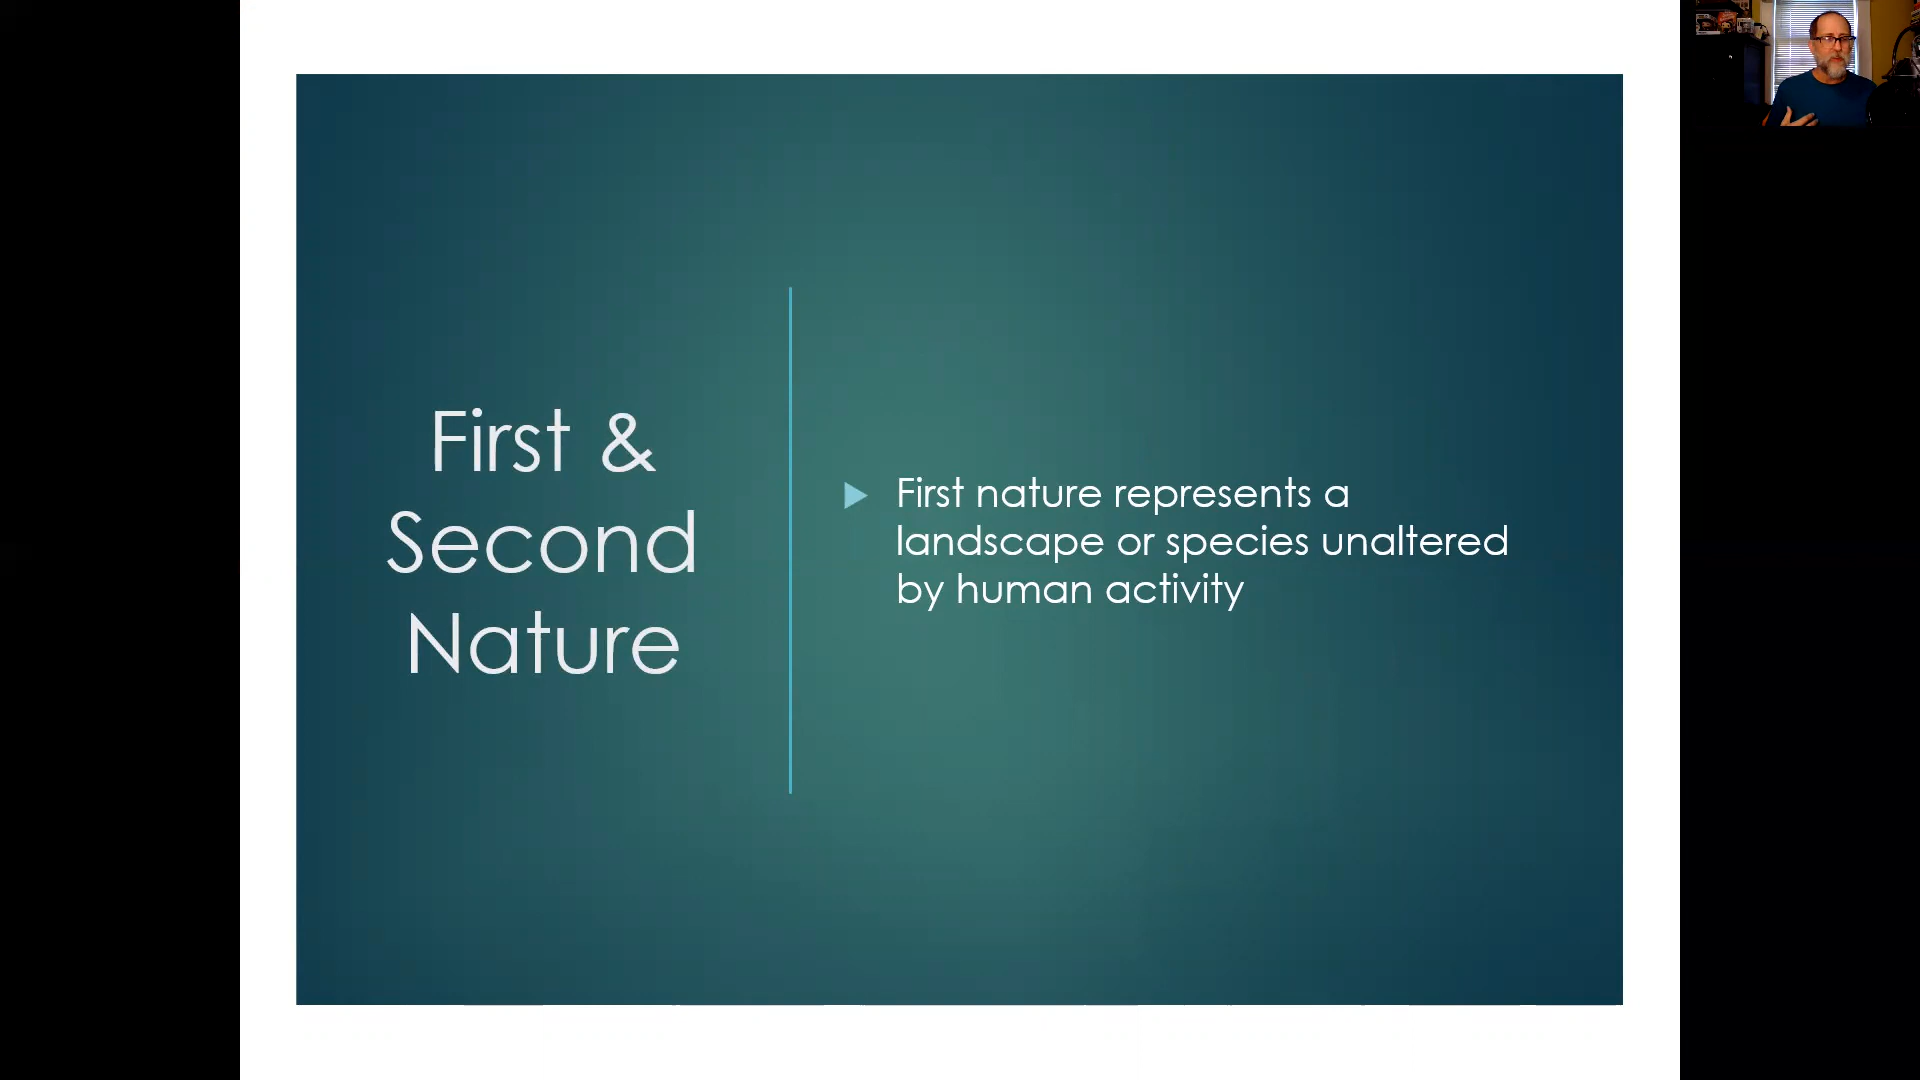 First &
Second
Nature
First nature represents a
landscape or species unaltered
by human activity